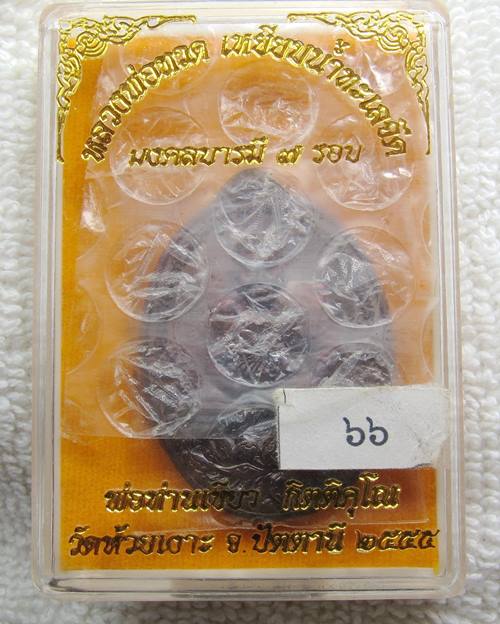 หลวงพ่อทวด เหยียบน้ำทะเลจืด
มงคลบารมี ๗ รอบ
๖๖
พ่อท่านเขียว กิตติคุโณ
วัดห้วยเงาะ จ.ปัตตานี ๒๕๕๕